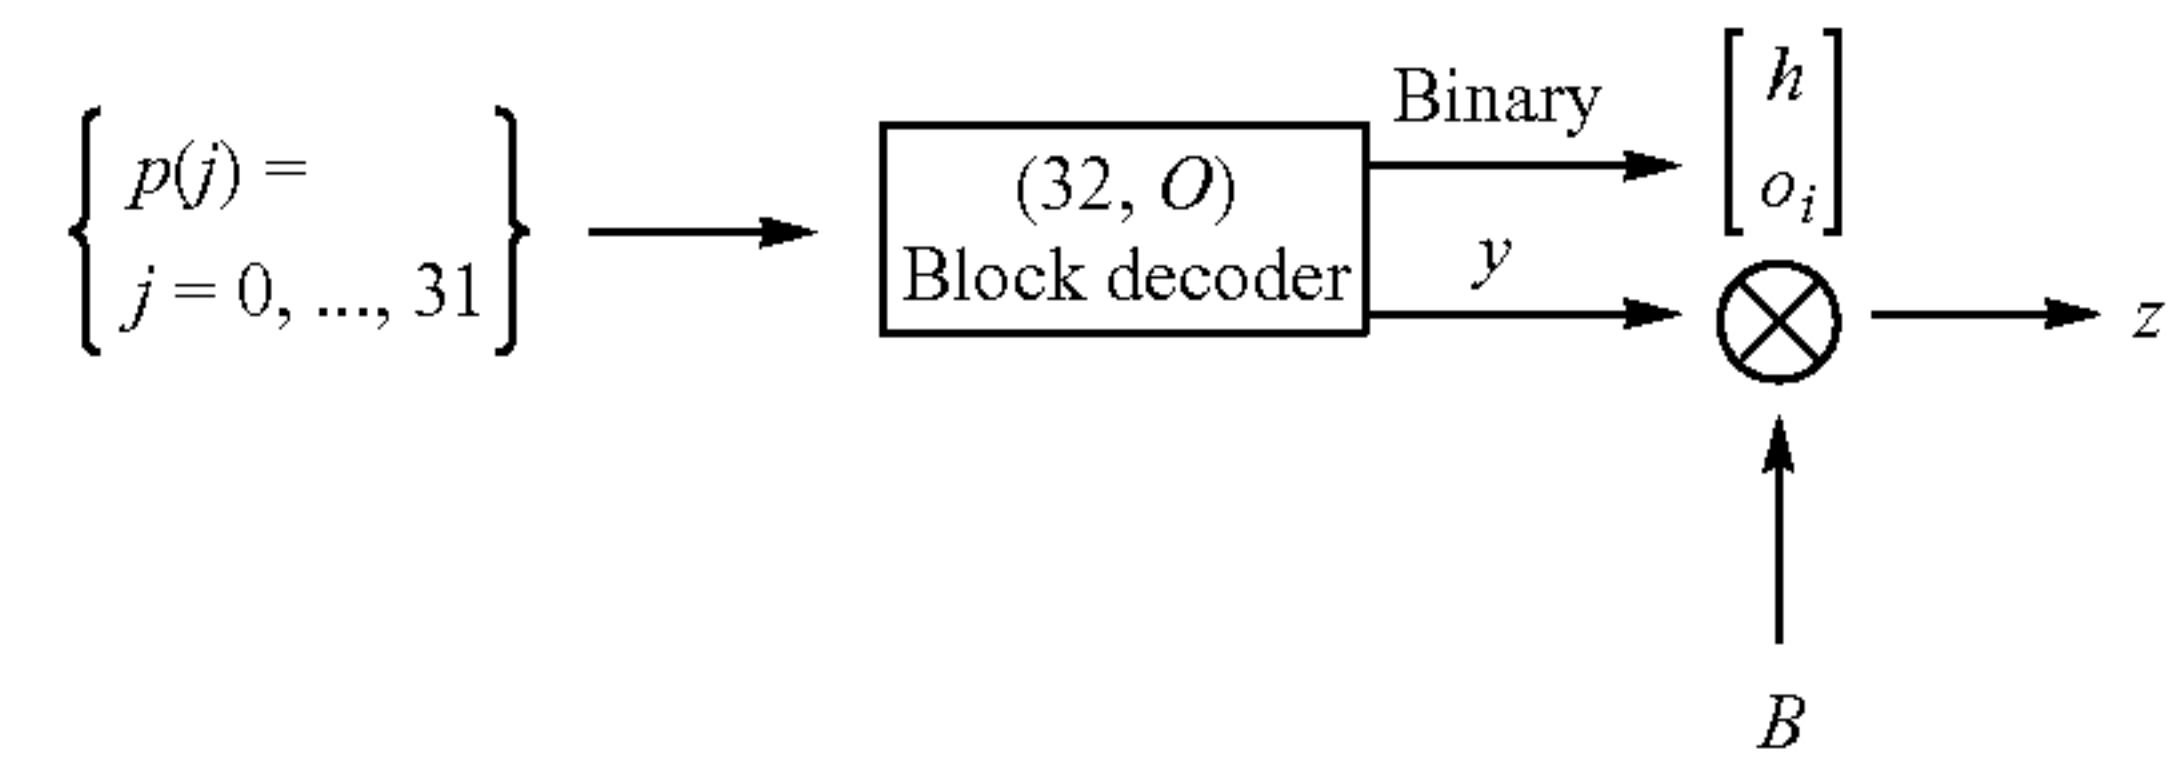 p(j) =
j = 0, ..., 31
(32, O)
Block decoder
Binary
y
h
o_i
z
B